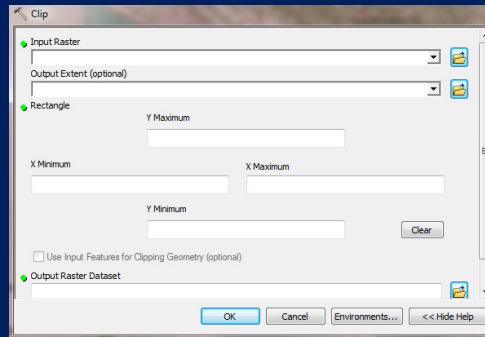 Clip
Input Raster
Output Extent (optional)
Rectangle
Y Maximum
X Minimum
X Maximum
Y Minimum
Clear
Use Input Features for Clipping Geometry (optional)
Output Raster Dataset
OK
Cancel
Environments...
<< Hide Help